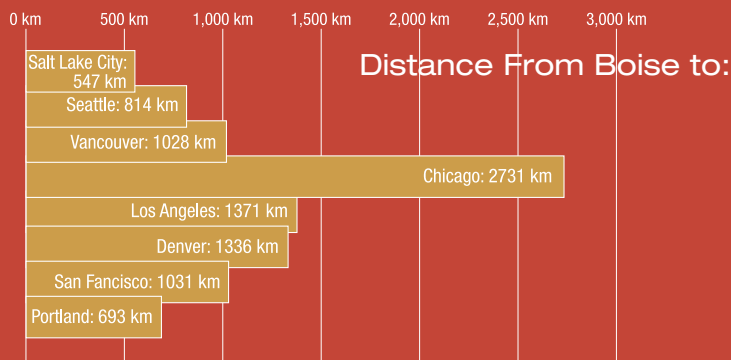 0 km 500 km 1,000 km 1,500 km 2,000 km 2,500 km 3,000 km
Distance From Boise to:
Salt Lake City:
547 km
Seattle: 814 km
Vancouver: 1028 km
Chicago: 2731 km
Los Angeles: 1371 km
Denver: 1336 km
San Fancisco: 1031 km
Portland: 693 km